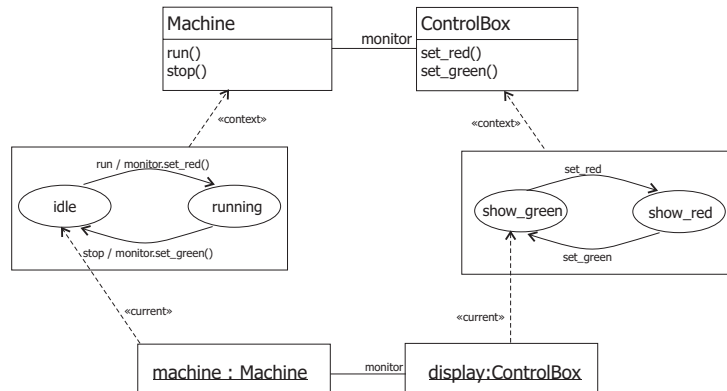 Machine
run()
stop()
monitor
ControlBox
set_red()
set_green()
«context»
«context»
run / monitor.set_red()
idle
running
stop / monitor.set_green()
set_red
show_green
show_red
set_green
«current»
«current»
machine : Machine
monitor
display:ControlBox